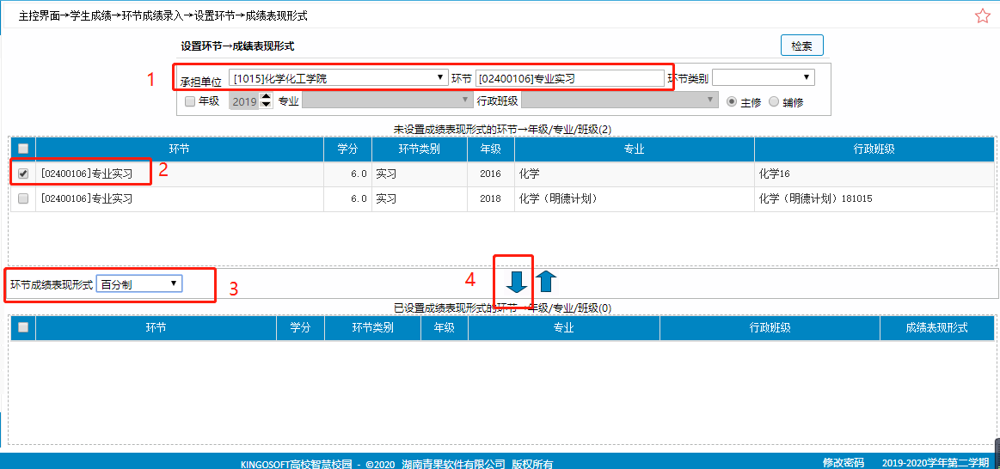 主控界面→学生成绩→环节成绩录入→设置环节→成绩表现形式
设置环节→成绩表现形式 检索
1 承担单位 [1015]化学化工学院 环节 [02400106]专业实习 环节类别
年级 2019 专业 行政班级 主修 辅修
未设置成绩表现形式的环节→年级/专业/班级(2)
环节 学分 环节类别 年级 专业 行政班级
[02400106]专业实习 2 6.0 实习 2016 化学 化学16
[02400106]专业实习 6.0 实习 2018 化学（明德计划） 化学（明德计划）181015
环节成绩表现形式 百分制 3 4
已设置成绩表现形式的环节→年级/专业/班级(0)
环节 学分 环节类别 年级 专业 行政班级 成绩表现形式
KINGOSOFT高校智慧校园 - ©2020 湖南青果软件有限公司 版权所有 修改密码 2019-2020学年第二学期